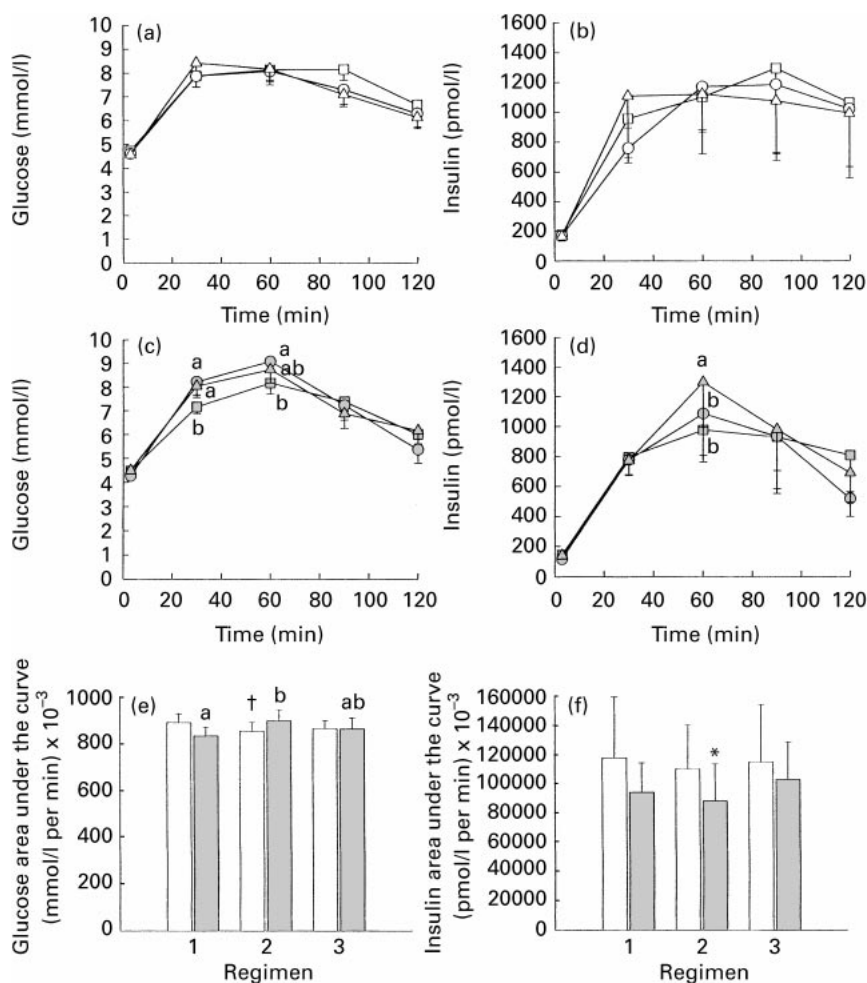 (a)
Glucose (mmol/l)
10
9
8
7
6
5
4
3
2
1
0
0 20 40 60 80 100 120
Time (min)
(b)
Insulin (pmol/l)
1600
1400
1200
1000
800
600
400
200
0
0 20 40 60 80 100 120
Time (min)
(c)
Glucose (mmol/l)
10
9
8
7
6
5
4
3
2
1
0
a
a
a
ab
b
b
0 20 40 60 80 100 120
Time (min)
(d)
Insulin (pmol/l)
1600
1400
1200
1000
800
600
400
200
0
a
b
b
0 20 40 60 80 100 120
Time (min)
(e)
Glucose area under the curve
(mmol/l per min) x 10⁻³
1000
800
600
400
200
0
a † b ab
1 2 3
Regimen
(f)
Insulin area under the curve
(pmol/l per min) x 10⁻³
160000
140000
120000
100000
80000
60000
40000
20000
0
*
1 2 3
Regimen